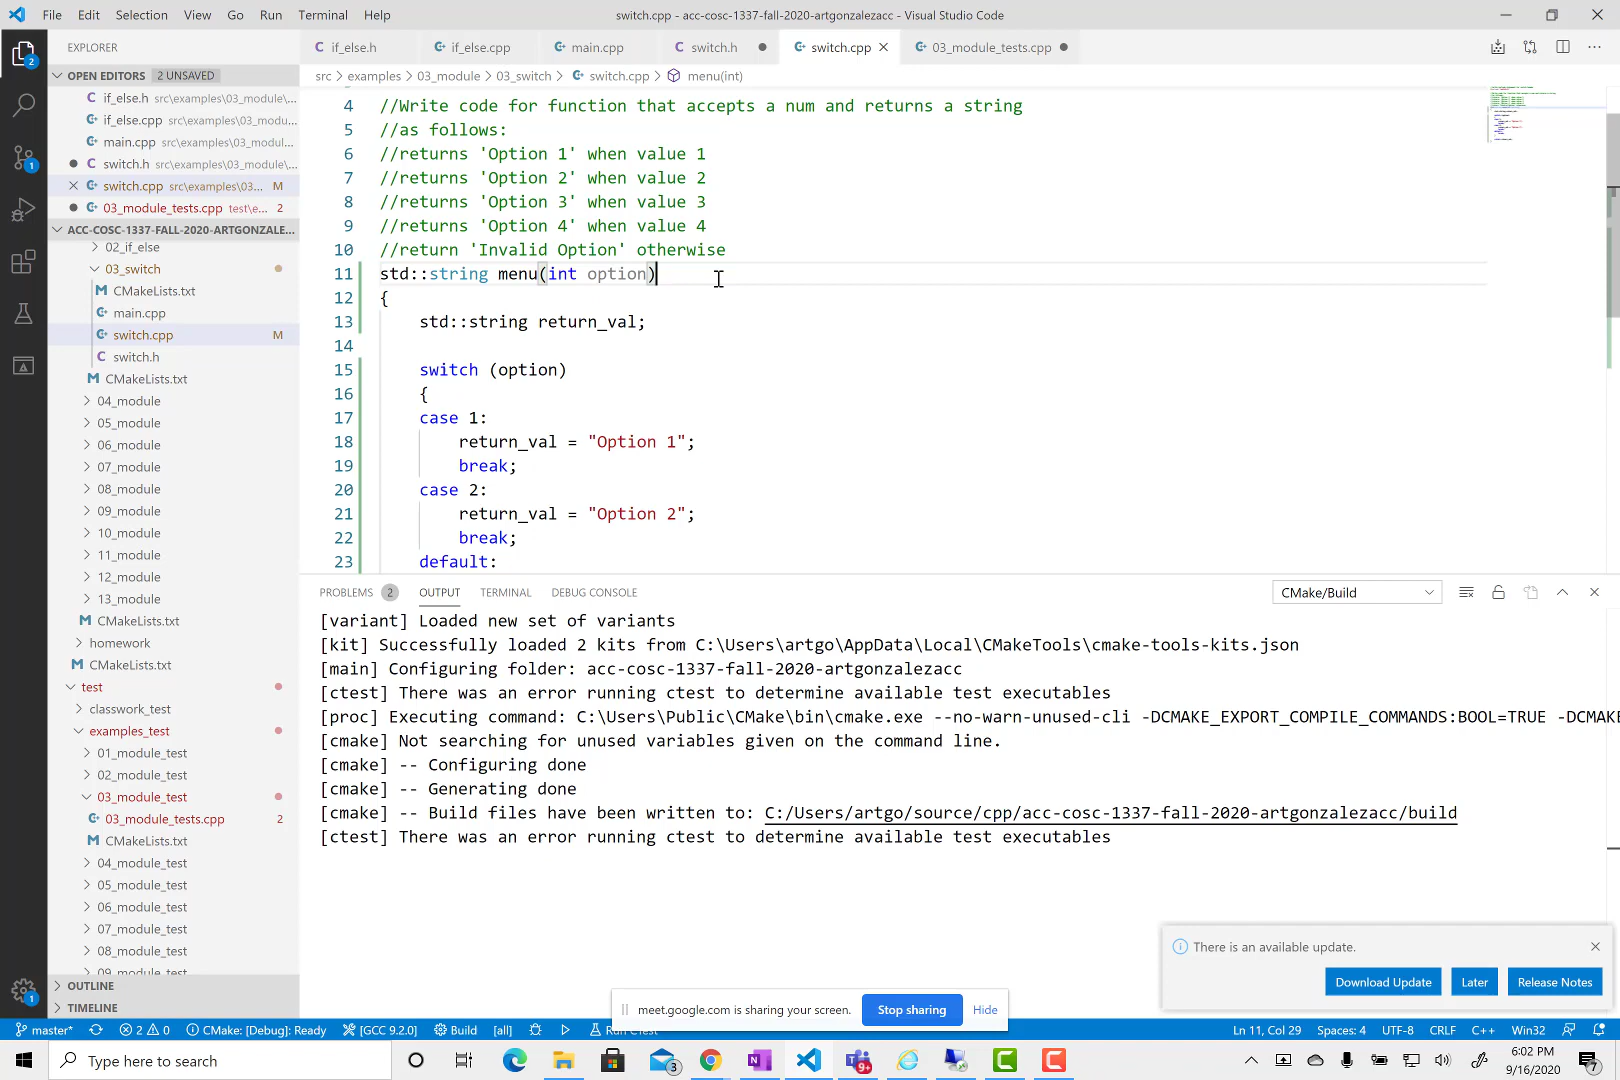 File Edit Selection View Go Run Terminal Help
switch.cpp - acc-cosc-1337-fall-2020-artgonzalezacc - Visual Studio Code
EXPLORER
OPEN EDITORS 2 UNSAVED
if_else.h src\examples\03_module\...
if_else.cpp src\examples\03_modu...
main.cpp src\examples\03_modul...
switch.h src\examples\03_module\...
switch.cpp src\examples\03... M
03_module_tests.cpp test\e... 2
ACC-COSC-1337-FALL-2020-ARTGONZALE...
02_if_else
03_switch
CMakeLists.txt
main.cpp
switch.cpp M
switch.h
CMakeLists.txt
04_module
05_module
06_module
07_module
08_module
09_module
10_module
11_module
12_module
13_module
CMakeLists.txt
homework
CMakeLists.txt
test
classwork_test
examples_test
01_module_test
02_module_test
03_module_test
03_module_tests.cpp 2
CMakeLists.txt
04_module_test
05_module_test
06_module_test
07_module_test
08_module_test
09_module_test
OUTLINE
TIMELINE
if_else.h if_else.cpp main.cpp switch.h switch.cpp 03_module_tests.cpp
src > examples > 03_module > 03_switch > switch.cpp > menu(int)
4 //Write code for function that accepts a num and returns a string
5 //as follows:
6 //returns 'Option 1' when value 1
7 //returns 'Option 2' when value 2
8 //returns 'Option 3' when value 3
9 //returns 'Option 4' when value 4
10 //return 'Invalid Option' otherwise
11 std::string menu(int option)
12 {
13 std::string return_val;
14
15 switch (option)
16 {
17 case 1:
18 return_val = "Option 1";
19 break;
20 case 2:
21 return_val = "Option 2";
22 break;
23 default:
PROBLEMS 2 OUTPUT TERMINAL DEBUG CONSOLE CMake/Build
[variant] Loaded new set of variants
[kit] Successfully loaded 2 kits from C:\Users\artgo\AppData\Local\CMakeTools\cmake-tools-kits.json
[main] Configuring folder: acc-cosc-1337-fall-2020-artgonzalezacc
[ctest] There was an error running ctest to determine available test executables
[proc] Executing command: C:\Users\Public\CMake\bin\cmake.exe --no-warn-unused-cli -DCMAKE_EXPORT_COMPILE_COMMANDS:BOOL=TRUE -DCMAKE
[cmake] Not searching for unused variables given on the command line.
[cmake] -- Configuring done
[cmake] -- Generating done
[cmake] -- Build files have been written to: C:/Users/artgo/source/cpp/acc-cosc-1337-fall-2020-artgonzalezacc/build
[ctest] There was an error running ctest to determine available test executables
There is an available update.
Download Update Later Release Notes
meet.google.com is sharing your screen. Stop sharing Hide
master* 2 0 CMake: [Debug]: Ready [GCC 9.2.0] Build [all] Run CTest Ln 11, Col 29 Spaces: 4 UTF-8 CRLF C++ Win32
Type here to search
6:02 PM
9/16/2020